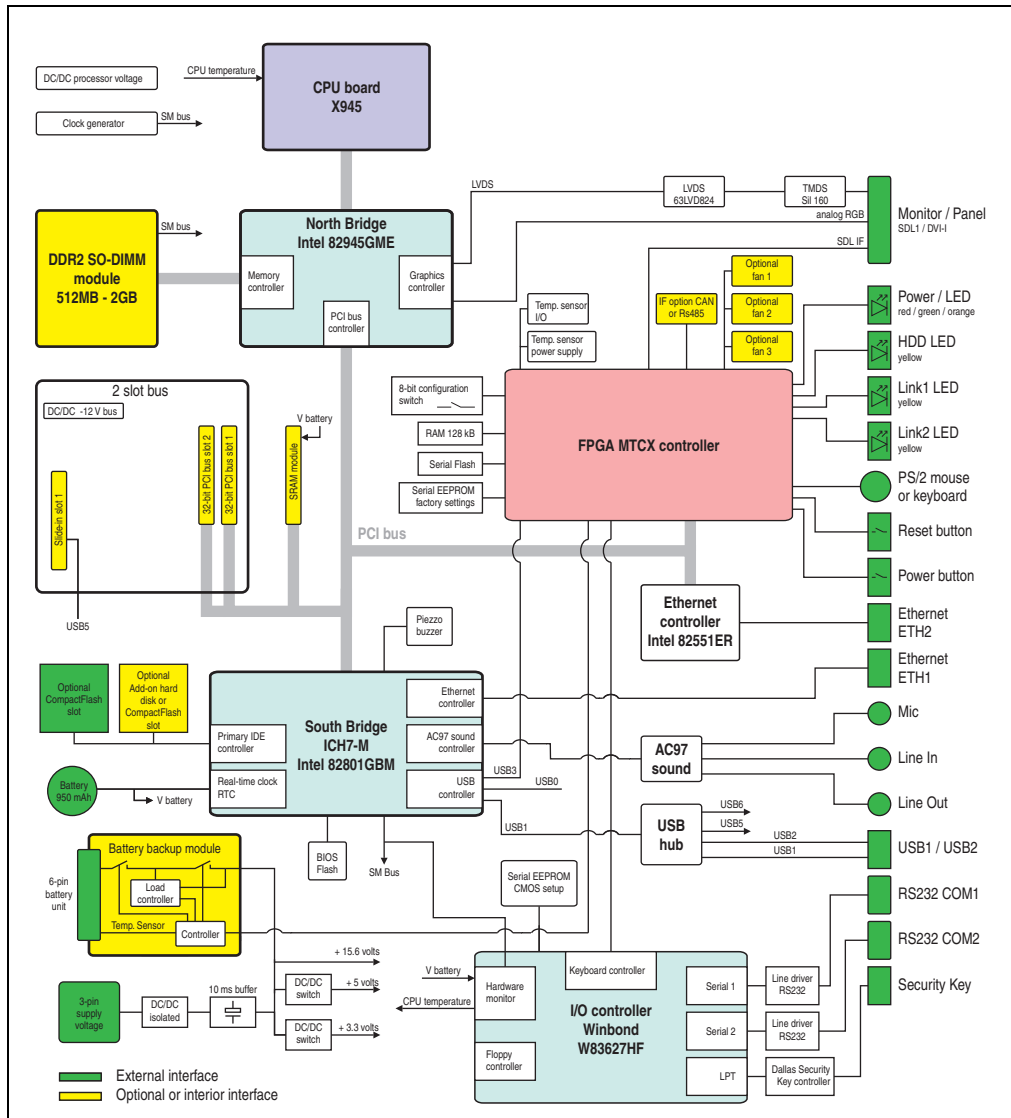 DC/DC processor voltage
CPU temperature
CPU board
X945
Clock generator
SM bus
LVDS
LVDS
63LVD824
TMDS
Sil 160
analog RGB
SDL IF
Monitor / Panel
SDL1 / DVI-I
DDR2 SO-DIMM
module
512MB - 2GB
SM bus
North Bridge
Intel 82945GME
Memory
controller
Graphics
controller
PCI bus
controller
Temp. sensor
I/O
Temp. sensor
power supply
IF option CAN
or Rs485
Optional
fan 1
Optional
fan 2
Optional
fan 3
Power / LED
red / green / orange
HDD LED
yellow
Link1 LED
yellow
Link2 LED
yellow
PS/2 mouse
or keyboard
Reset button
Power button
2 slot bus
DC/DC -12 V bus
V battery
Slide-in slot 1
32-bit PCI bus slot 2
32-bit PCI bus slot 1
SRAM module
USB5
8-bit configuration
switch
RAM 128 kB
Serial Flash
Serial EEPROM
factory settings
FPGA MTCX controller
PCI bus
Ethernet
controller
Intel 82551ER
Ethernet
ETH2
Ethernet
ETH1
Piezzo
buzzer
Optional
CompactFlash
slot
Optional
Add-on hard
disk or
CompactFlash
slot
South Bridge
ICH7-M
Intel 82801GBM
Ethernet
controller
Primary IDE
controller
AC97 sound
controller
Real-time clock
RTC
USB
controller
USB3
USB0
USB1
Battery
950 mAh
V battery
AC97
sound
Mic
Line In
Line Out
USB
hub
USB6
USB5
USB2
USB1
USB1 / USB2
BIOS
Flash
SM Bus
Serial EEPROM
CMOS setup
Battery backup module
6-pin
battery
unit
Load
controller
Temp. Sensor
Controller
+ 15.6 volts
DC/DC
switch
+ 5 volts
DC/DC
switch
+ 3.3 volts
3-pin
supply
voltage
DC/DC
isolated
10 ms buffer
V battery
CPU temperature
Hardware
monitor
Keyboard controller
I/O controller
Winbond
W83627HF
Floppy
controller
Serial 1
Serial 2
LPT
Line driver
RS232
Line driver
RS232
Dallas Security
Key controller
RS232 COM1
RS232 COM2
Security Key
External interface
Optional or interior interface